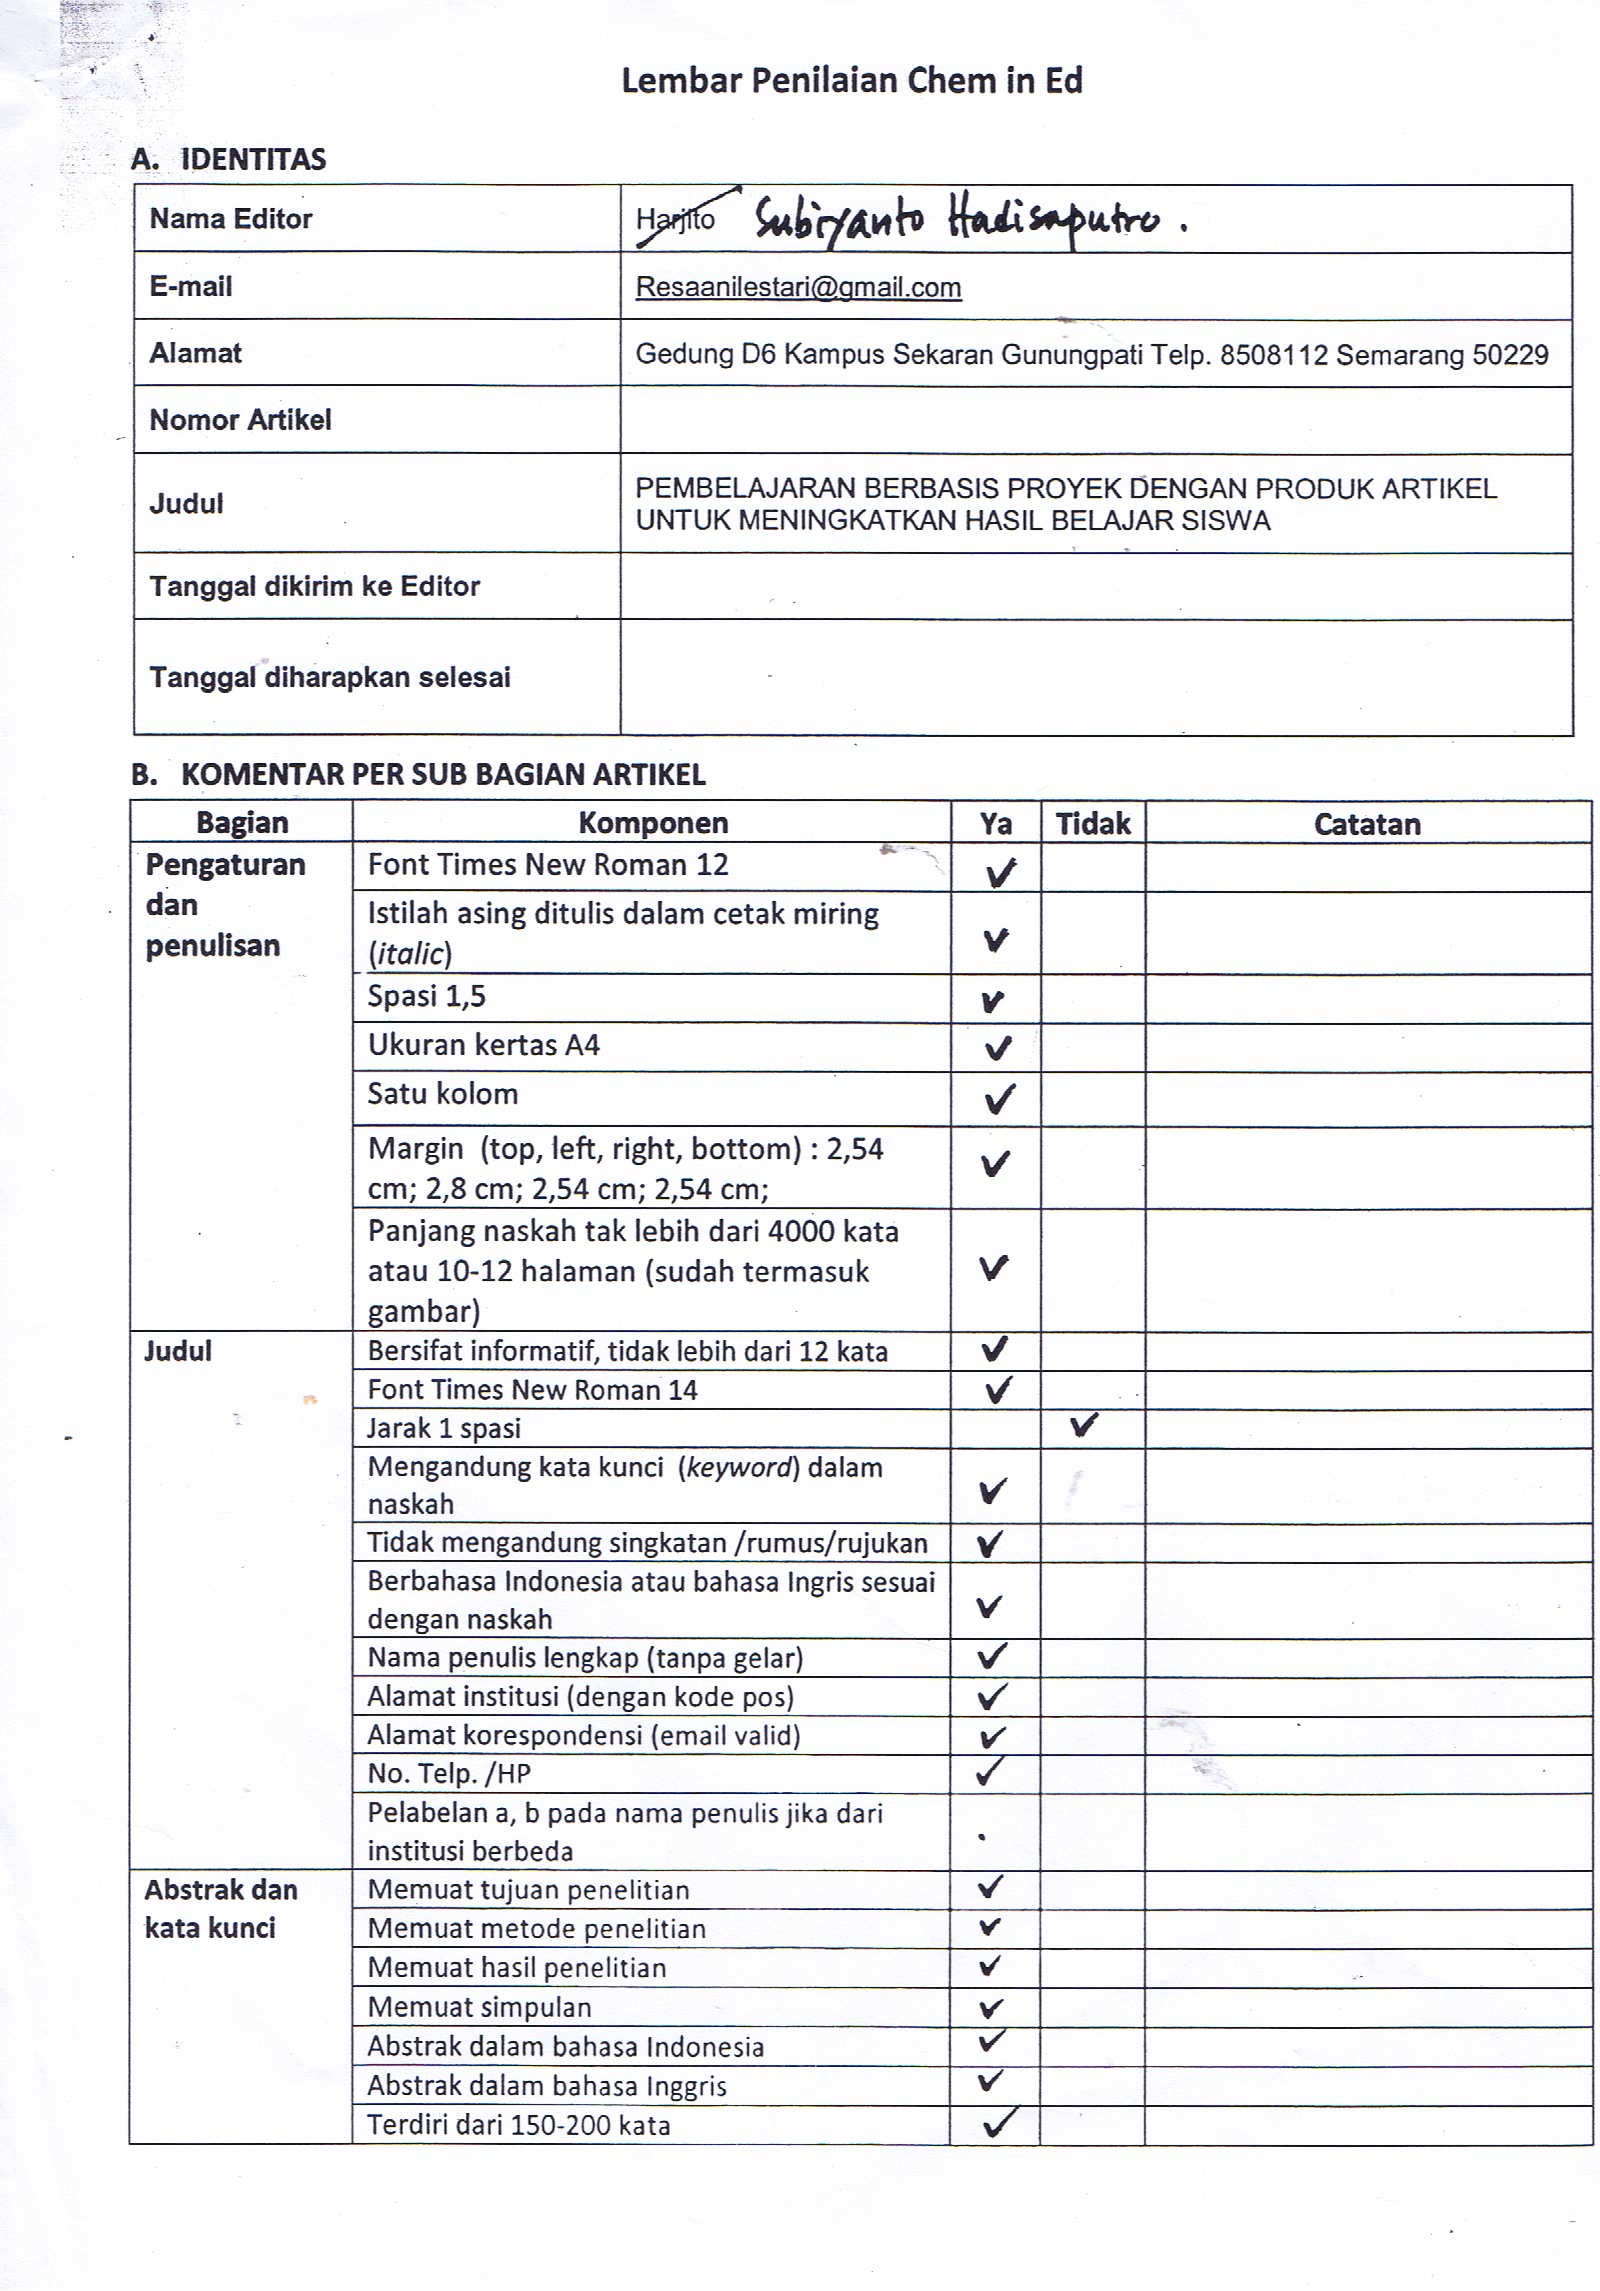 Lembar Penilaian Chem in Ed
A. IDENTITAS
Nama Editor Harjito Subiyanto Hadisaputro.
E-mail Resaanilestari@gmail.com
Alamat Gedung D6 Kampus Sekaran Gunungpati Telp. 8508112 Semarang 50229
Nomor Artikel
Judul PEMBELAJARAN BERBASIS PROYEK DENGAN PRODUK ARTIKEL
UNTUK MENINGKATKAN HASIL BELAJAR SISWA
Tanggal dikirim ke Editor
Tanggal diharapkan selesai
B. KOMENTAR PER SUB BAGIAN ARTIKEL
Bagian Komponen Ya Tidak Catatan
Pengaturan dan penulisan Font Times New Roman 12 ✓
Istilah asing ditulis dalam cetak miring
(italic) ✓
Spasi 1,5 ✓
Ukuran kertas A4 ✓
Satu kolom ✓
Margin (top, left, right, bottom) : 2,54
cm; 2,8 cm; 2,54 cm; 2,54 cm; ✓
Panjang naskah tak lebih dari 4000 kata
atau 10-12 halaman (sudah termasuk
gambar) ✓
Judul Bersifat informatif, tidak lebih dari 12 kata ✓
Font Times New Roman 14 ✓
Jarak 1 spasi ✓
Mengandung kata kunci (keyword) dalam
naskah ✓
Tidak mengandung singkatan /rumus/rujukan ✓
Berbahasa Indonesia atau bahasa Ingris sesuai
dengan naskah ✓
Nama penulis lengkap (tanpa gelar) ✓
Alamat institusi (dengan kode pos) ✓
Alamat korespondensi (email valid) ✓
No. Telp. /HP ✓
Pelabelan a, b pada nama penulis jika dari
institusi berbeda
Abstrak dan kata kunci Memuat tujuan penelitian ✓
Memuat metode penelitian ✓
Memuat hasil penelitian ✓
Memuat simpulan ✓
Abstrak dalam bahasa Indonesia ✓
Abstrak dalam bahasa Inggris ✓
Terdiri dari 150-200 kata ✓